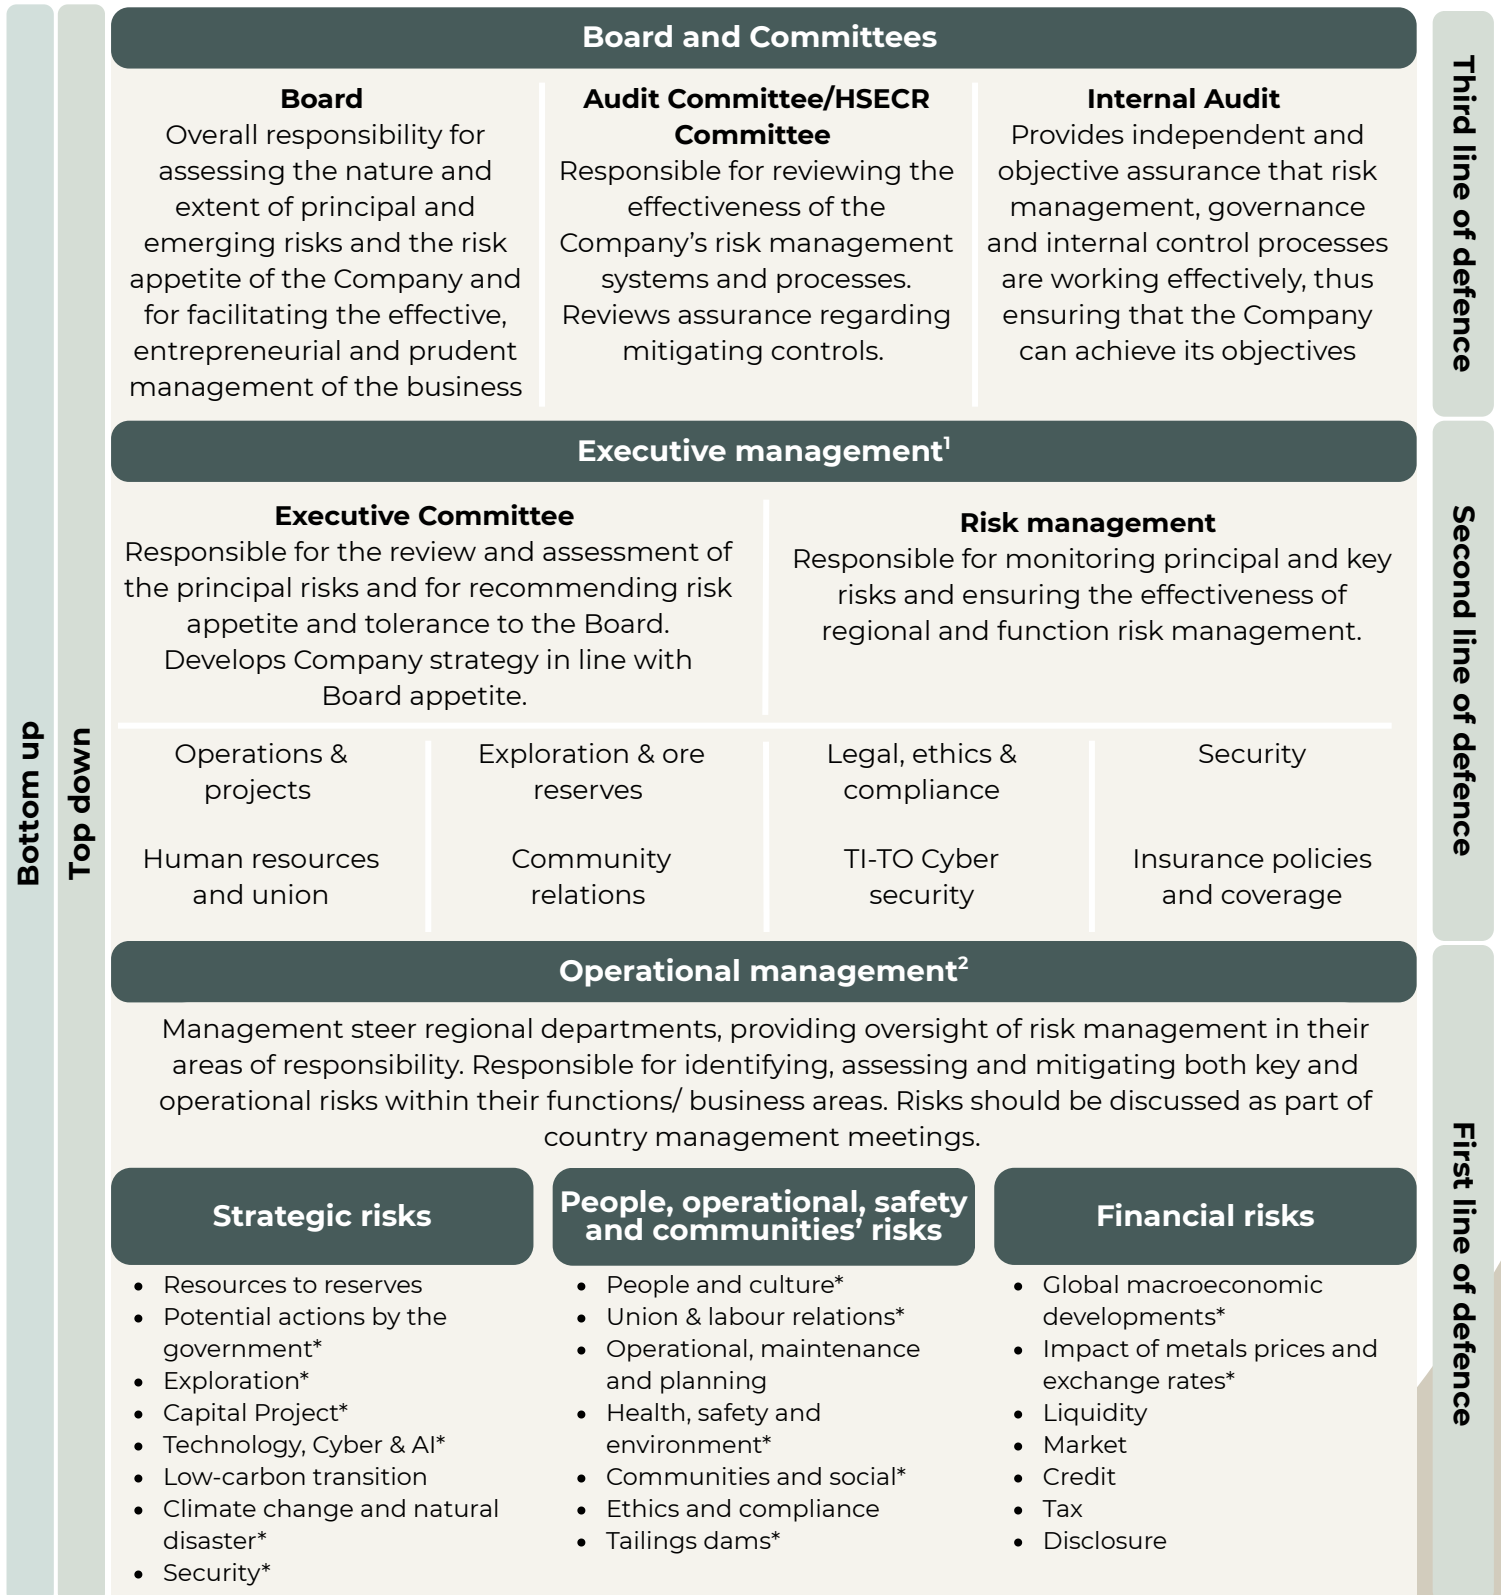 Board and Committees
Board
Overall responsibility for
assessing the nature and
extent of principal and
emerging risks and the risk
appetite of the Company and
for facilitating the effective,
entrepreneurial and prudent
management of the business
Audit Committee/HSECR
Committee
Responsible for reviewing the
effectiveness of the
Company’s risk management
systems and processes.
Reviews assurance regarding
mitigating controls.
Internal Audit
Provides independent and
objective assurance that risk
management, governance
and internal control processes
are working effectively, thus
ensuring that the Company
can achieve its objectives
Third line of defence
Executive management¹
Executive Committee
Responsible for the review and assessment of
the principal risks and for recommending risk
appetite and tolerance to the Board.
Develops Company strategy in line with
Board appetite.
Risk management
Responsible for monitoring principal and key
risks and ensuring the effectiveness of
regional and function risk management.
Operations &
projects
Exploration & ore
reserves
Legal, ethics &
compliance
Security
Human resources
and union
Community
relations
TI-TO Cyber
security
Insurance policies
and coverage
Second line of defence
Bottom up
Top down
Operational management²
Management steer regional departments, providing oversight of risk management in their
areas of responsibility. Responsible for identifying, assessing and mitigating both key and
operational risks within their functions/ business areas. Risks should be discussed as part of
country management meetings.
Strategic risks
• Resources to reserves
• Potential actions by the
government*
• Exploration*
• Capital Project*
• Technology, Cyber & AI*
• Low-carbon transition
• Climate change and natural
disaster*
• Security*
People, operational, safety
and communities’ risks
• People and culture*
• Union & labour relations*
• Operational, maintenance
and planning
• Health, safety and
environment*
• Communities and social*
• Ethics and compliance
• Tailings dams*
Financial risks
• Global macroeconomic
developments*
• Impact of metals prices and
exchange rates*
• Liquidity
• Market
• Credit
• Tax
• Disclosure
First line of defence